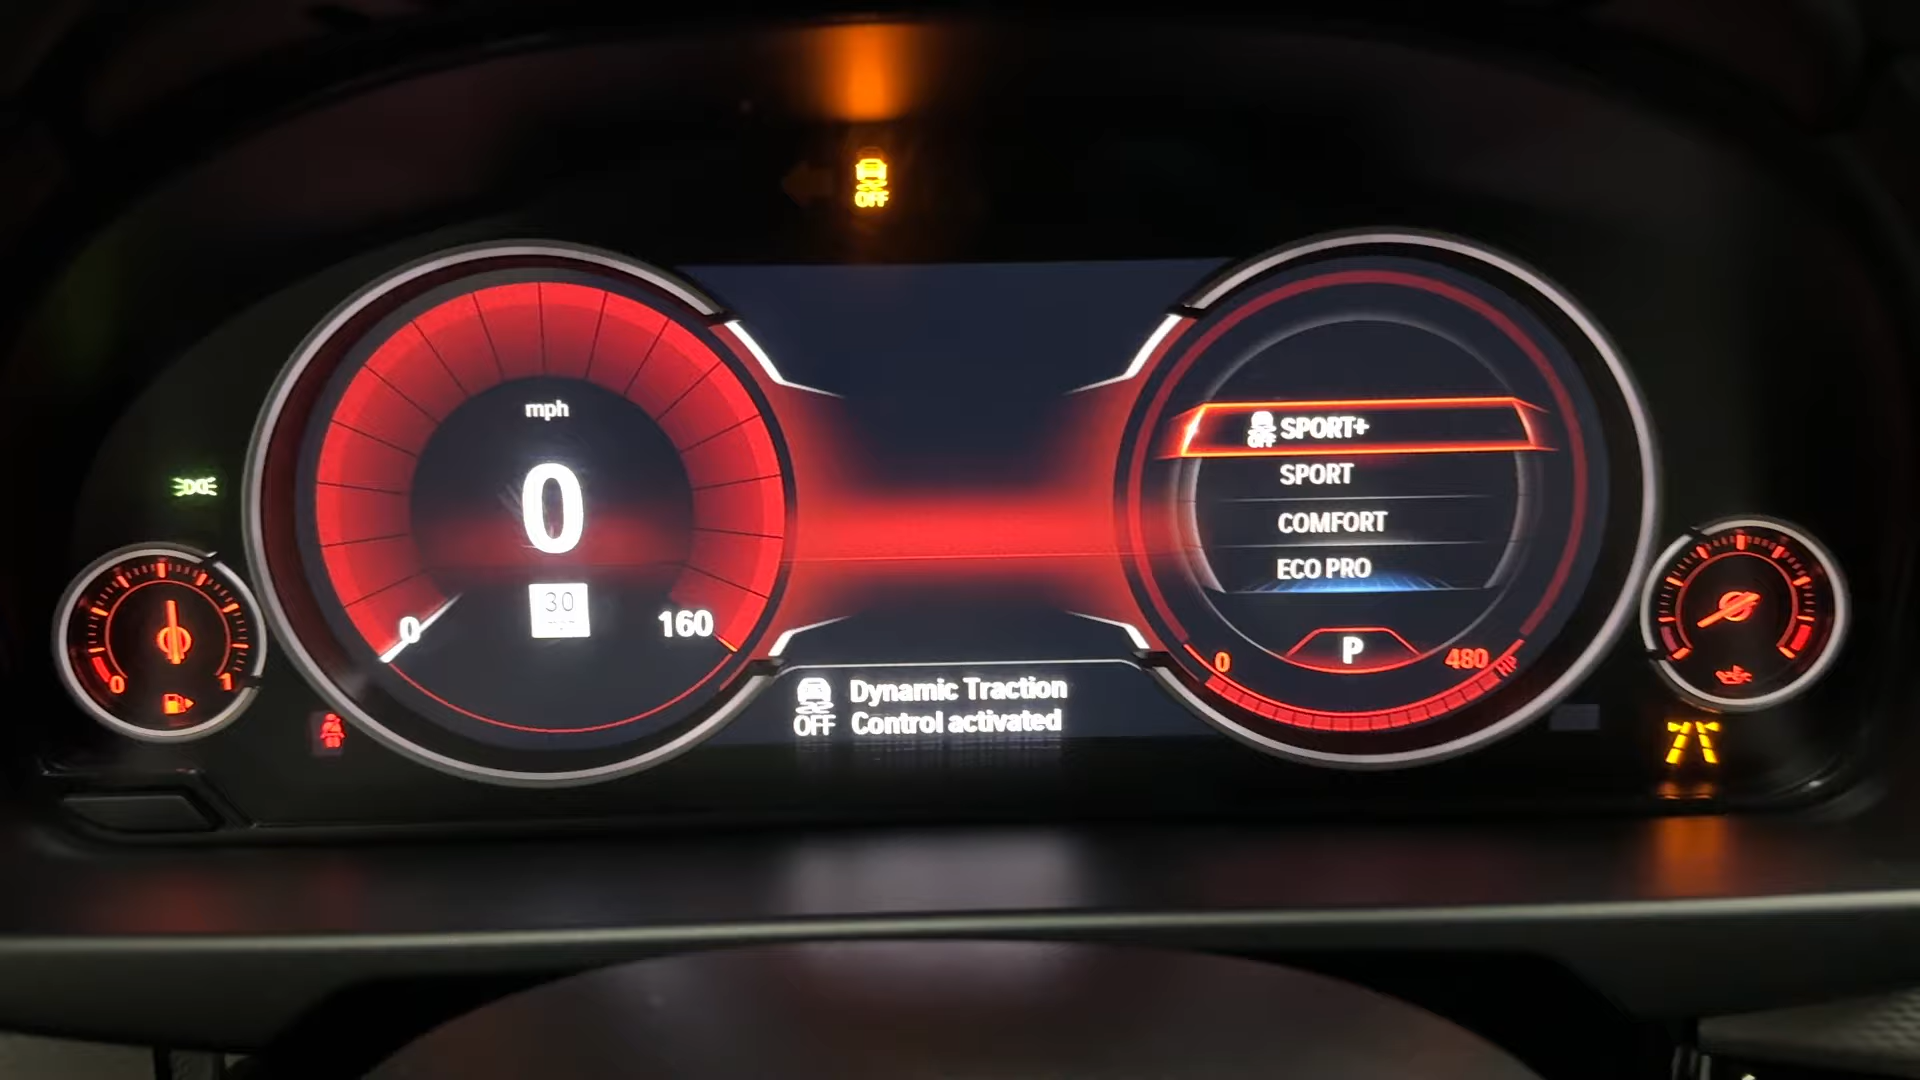 OFF
mph
0
30
0
160
OFF SPORT+
SPORT
COMFORT
ECO PRO
P
0
480
HP
0
1
OFF Dynamic Traction
Control activated